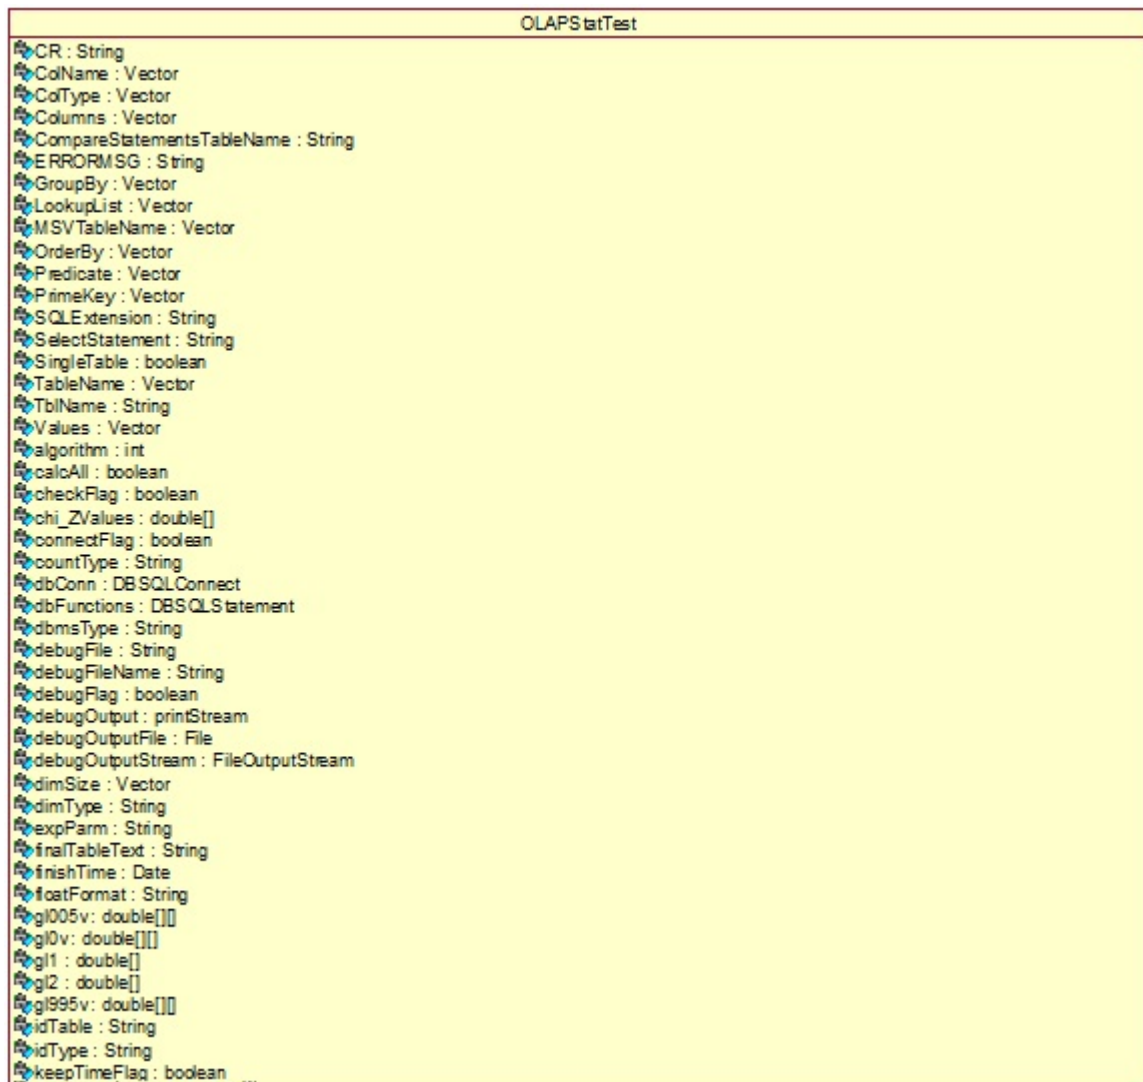 OLAPStatTest
CR : String
ColName : Vector
ColType : Vector
Columns : Vector
CompareStatementsTableName : String
ERRORMSG : String
GroupBy : Vector
LookupList : Vector
MSVTableName : Vector
OrderBy : Vector
Predicate : Vector
PrimeKey : Vector
SQLExtension : String
SelectStatement : String
SingleTable : boolean
TableName : Vector
TblName : String
Values : Vector
algorithm : int
calcAll : boolean
checkFlag : boolean
chi_ZValues : double[]
connectFlag : boolean
countType : String
dbConn : DBSQLConnect
dbFunctions : DBSQLStatement
dbmsType : String
debugFile : String
debugFileName : String
debugFlag : boolean
debugOutput : printStream
debugOutputFile : File
debugOutputStream : FileOutputStream
dimSize : Vector
dimType : String
expParm : String
finalTableText : String
finishTime : Date
floatFormat : String
gl005v: double[][]
gl0v: double[][]
gl1 : double[]
gl2 : double[]
gl995v: double[][]
idTable : String
idType : String
keepTimeFlag : boolean